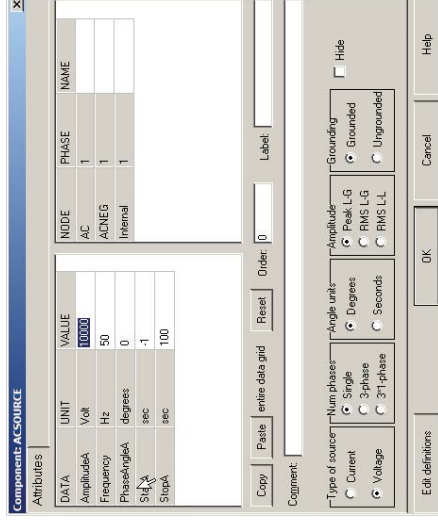 Component: ACSOURCE
Attributes
DATA UNIT VALUE
AmplitudeA Volt 10000
Frequency Hz 50
PhaseAngleA degrees 0
sec -1
StopA sec 100
NODE PHASE NAME
AC 1
ACNEG 1
Internal 1
Copy Paste entire data grid Reset Order: 0 Label:
Comment:
Type of source
Current
Voltage
Num phases
Single
3-phase
3*1-phase
Angle units
Degrees
Seconds
Amplitude
Peak L-G
RMS L-G
RMS L-L
Grounding
Grounded
Ungrounded
Hide
Edit definitions OK Cancel Help